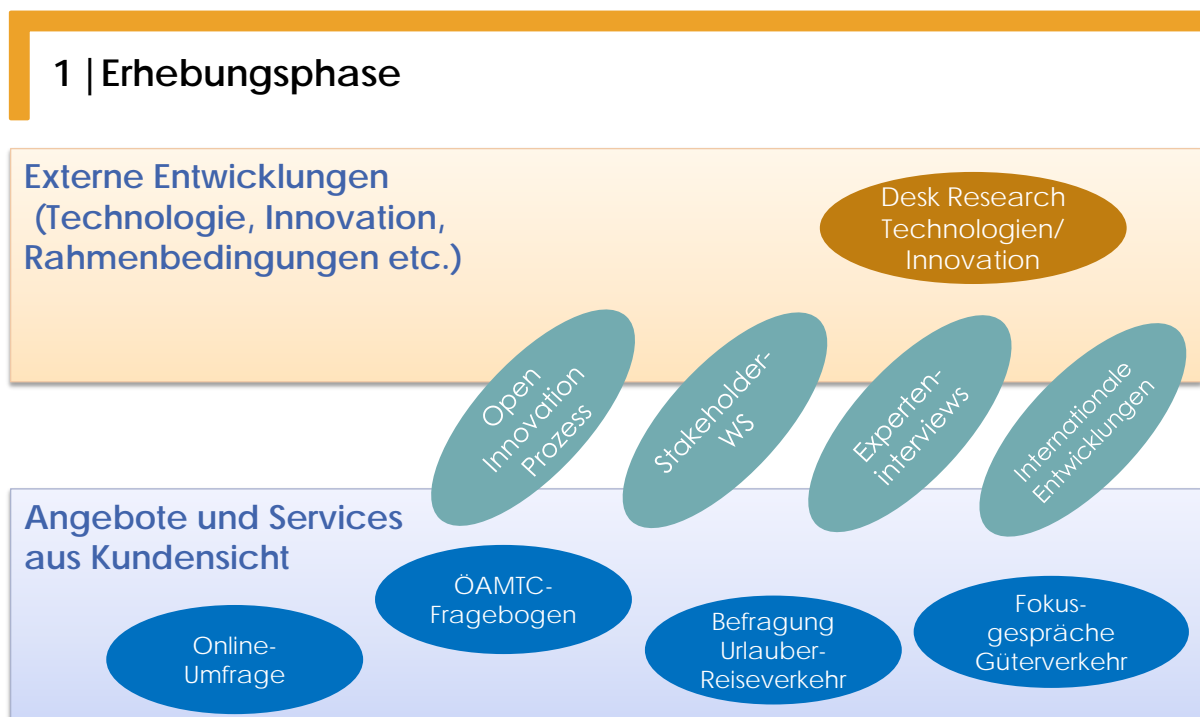 1 | Erhebungsphase
Externe Entwicklungen
(Technologie, Innovation,
Rahmenbedingungen etc.)
Desk Research
Technologien/
Innovation
Open
Innovation
Prozess
Stakeholder-
WS
Experten-
interviews
Internationale
Entwicklungen
Angebote und Services
aus Kundensicht
Online-
Umfrage
ÖAMTC-
Fragebogen
Befragung
Urlauber-
Reiseverkehr
Fokus-
gespräche
Güterverkehr